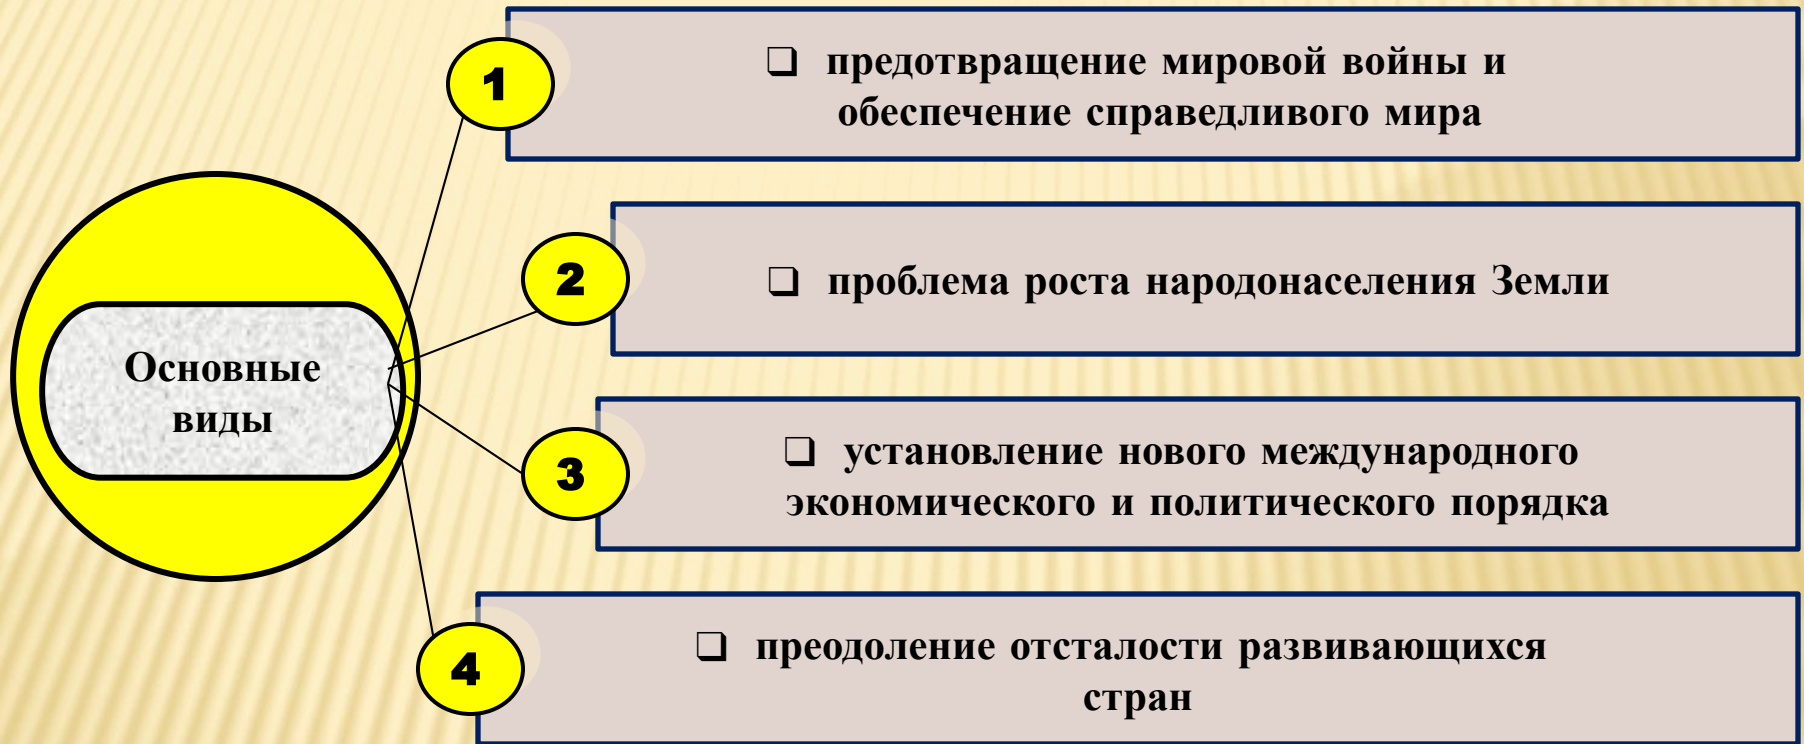 1
❑ предотвращение мировой войны и
обеспечение справедливого мира
2
❑ проблема роста народонаселения Земли
Основные
виды
3
❑ установление нового международного
экономического и политического порядка
4
❑ преодоление отсталости развивающихся
стран